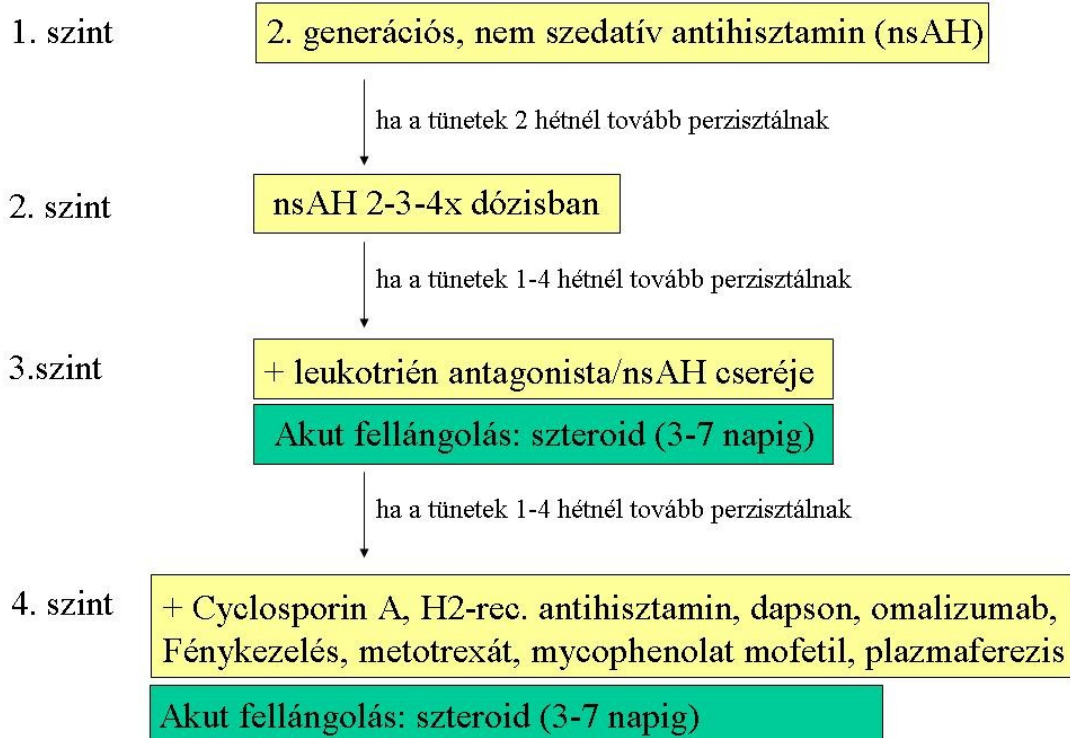 1. szint
2. generációs, nem szedatív antihisztamin (nsAH)
ha a tünetek 2 hétnél tovább perzisztálnak
2. szint
nsAH 2-3-4x dózisban
ha a tünetek 1-4 hétnél tovább perzisztálnak
3.szint
+ leukotrién antagonista/nsAH cseréje
Akut fellángolás: szteroid (3-7 napig)
ha a tünetek 1-4 hétnél tovább perzisztálnak
4. szint
+ Cyclosporin A, H2-rec. antihisztamin, dapson, omalizumab,
Fénykezelés, metotrexát, mycophenolat mofetil, plazmaferezis
Akut fellángolás: szteroid (3-7 napig)